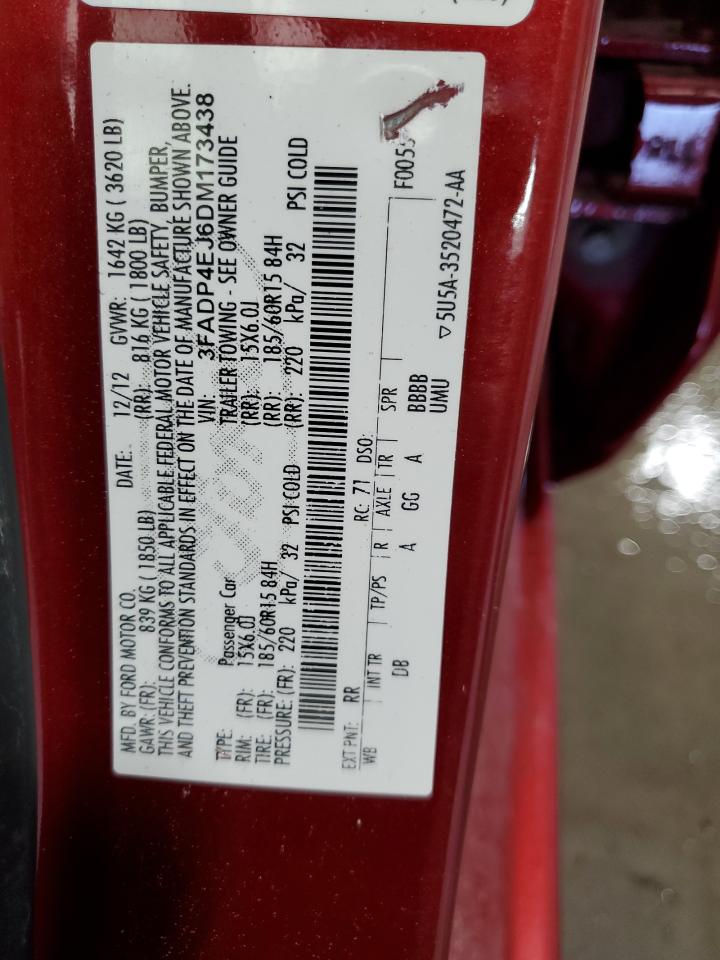 MFD. BY FORD MOTOR CO. DATE: 12/12 GVWR: 1642 KG ( 3620 LB)
GAWR: (FR): 839 KG ( 1850 LB) (RR): 816 KG ( 1800 LB)
THIS VEHICLE CONFORMS TO ALL APPLICABLE FEDERAL MOTOR VEHICLE SAFETY, BUMPER,
AND THEFT PREVENTION STANDARDS IN EFFECT ON THE DATE OF MANUFACTURE SHOWN ABOVE.
VIN: 3FADP4EJ6DM173438
TYPE: Passenger Car TRAILER TOWING - SEE OWNER GUIDE
RIM: (FR): 15X6.0J (RR): 15X6.0J
TIRE: (FR): 185/60R15 84H (RR): 185/60R15 84H
PRESSURE: (FR): 220 kPa/ 32 PSI COLD (RR): 220 kPa/ 32 PSI COLD
EXT PNT: RR RC: 71 DSO:
WB INT TR TP/PS R AXLE TR SPR F0055
DB A GG A BBBB
UMU
▽5U5A-3520472-AA